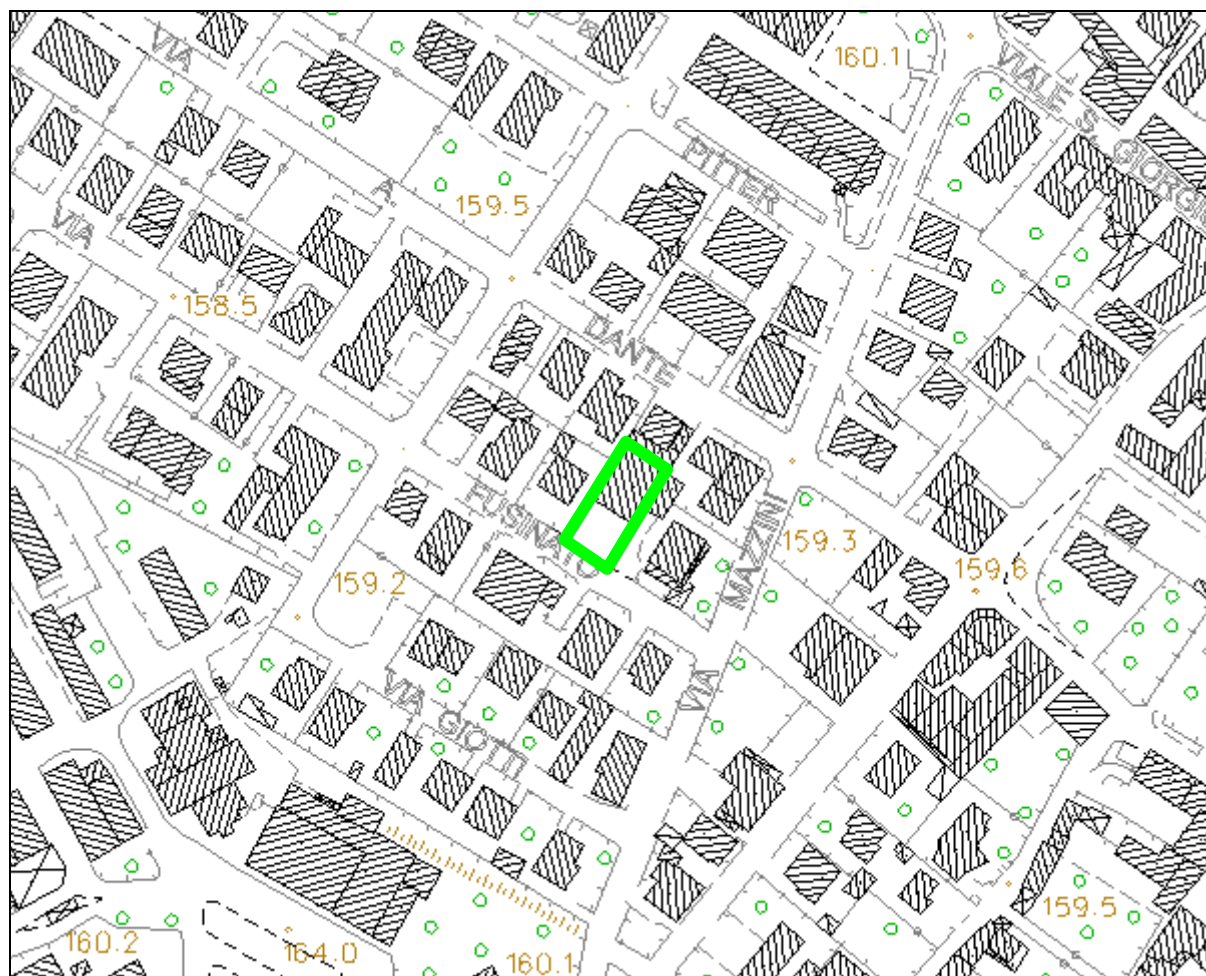 VIA
160.1
VIALE S. GIORGI
PITTER
A.
159.5
VIA
158.5
DANTE
FUSINATO
MAZZINI
159.3
159.6
159.2
VIA
VIA GIOTTI
159.5
160.2
164.0
160.1